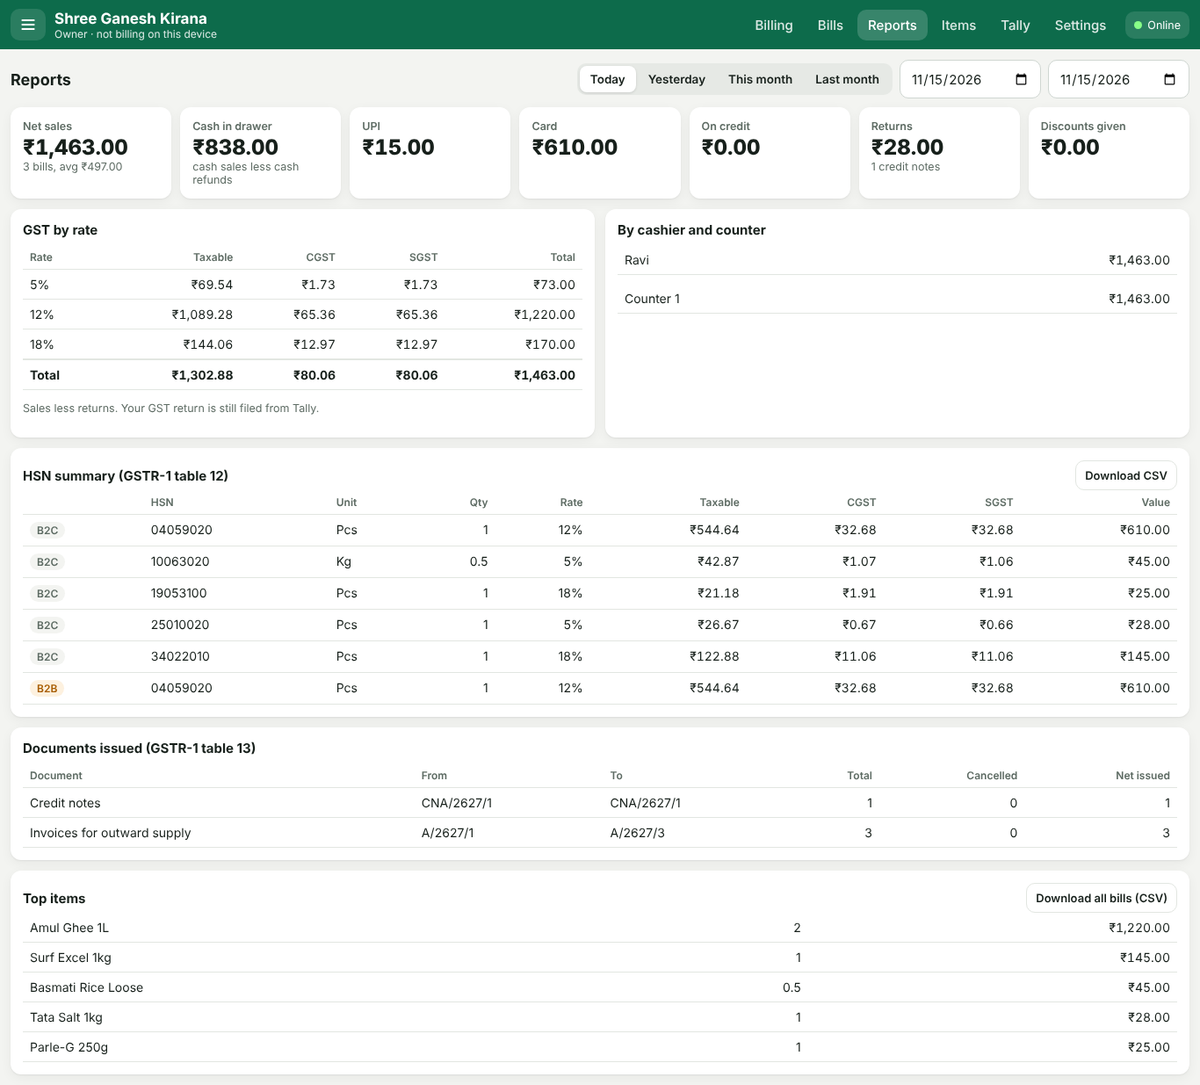 Shree Ganesh Kirana
Owner · not billing on this device
Billing Bills Reports Items Tally Settings Online
Reports
Today Yesterday This month Last month 11/15/2026 11/15/2026
Net sales
₹1,463.00
3 bills, avg ₹497.00
Cash in drawer
₹838.00
cash sales less cash
refunds
UPI
₹15.00
Card
₹610.00
On credit
₹0.00
Returns
₹28.00
1 credit notes
Discounts given
₹0.00
GST by rate
Rate Taxable CGST SGST Total
5% ₹69.54 ₹1.73 ₹1.73 ₹73.00
12% ₹1,089.28 ₹65.36 ₹65.36 ₹1,220.00
18% ₹144.06 ₹12.97 ₹12.97 ₹170.00
Total ₹1,302.88 ₹80.06 ₹80.06 ₹1,463.00
Sales less returns. Your GST return is still filed from Tally.
By cashier and counter
Ravi ₹1,463.00
Counter 1 ₹1,463.00
HSN summary (GSTR-1 table 12)
Download CSV
HSN Unit Qty Rate Taxable CGST SGST Value
B2C 04059020 Pcs 1 12% ₹544.64 ₹32.68 ₹32.68 ₹610.00
B2C 10063020 Kg 0.5 5% ₹42.87 ₹1.07 ₹1.06 ₹45.00
B2C 19053100 Pcs 1 18% ₹21.18 ₹1.91 ₹1.91 ₹25.00
B2C 25010020 Pcs 1 5% ₹26.67 ₹0.67 ₹0.66 ₹28.00
B2C 34022010 Pcs 1 18% ₹122.88 ₹11.06 ₹11.06 ₹145.00
B2B 04059020 Pcs 1 12% ₹544.64 ₹32.68 ₹32.68 ₹610.00
Documents issued (GSTR-1 table 13)
Document From To Total Cancelled Net issued
Credit notes CNA/2627/1 CNA/2627/1 1 0 1
Invoices for outward supply A/2627/1 A/2627/3 3 0 3
Top items
Download all bills (CSV)
Amul Ghee 1L 2 ₹1,220.00
Surf Excel 1kg 1 ₹145.00
Basmati Rice Loose 0.5 ₹45.00
Tata Salt 1kg 1 ₹28.00
Parle-G 250g 1 ₹25.00